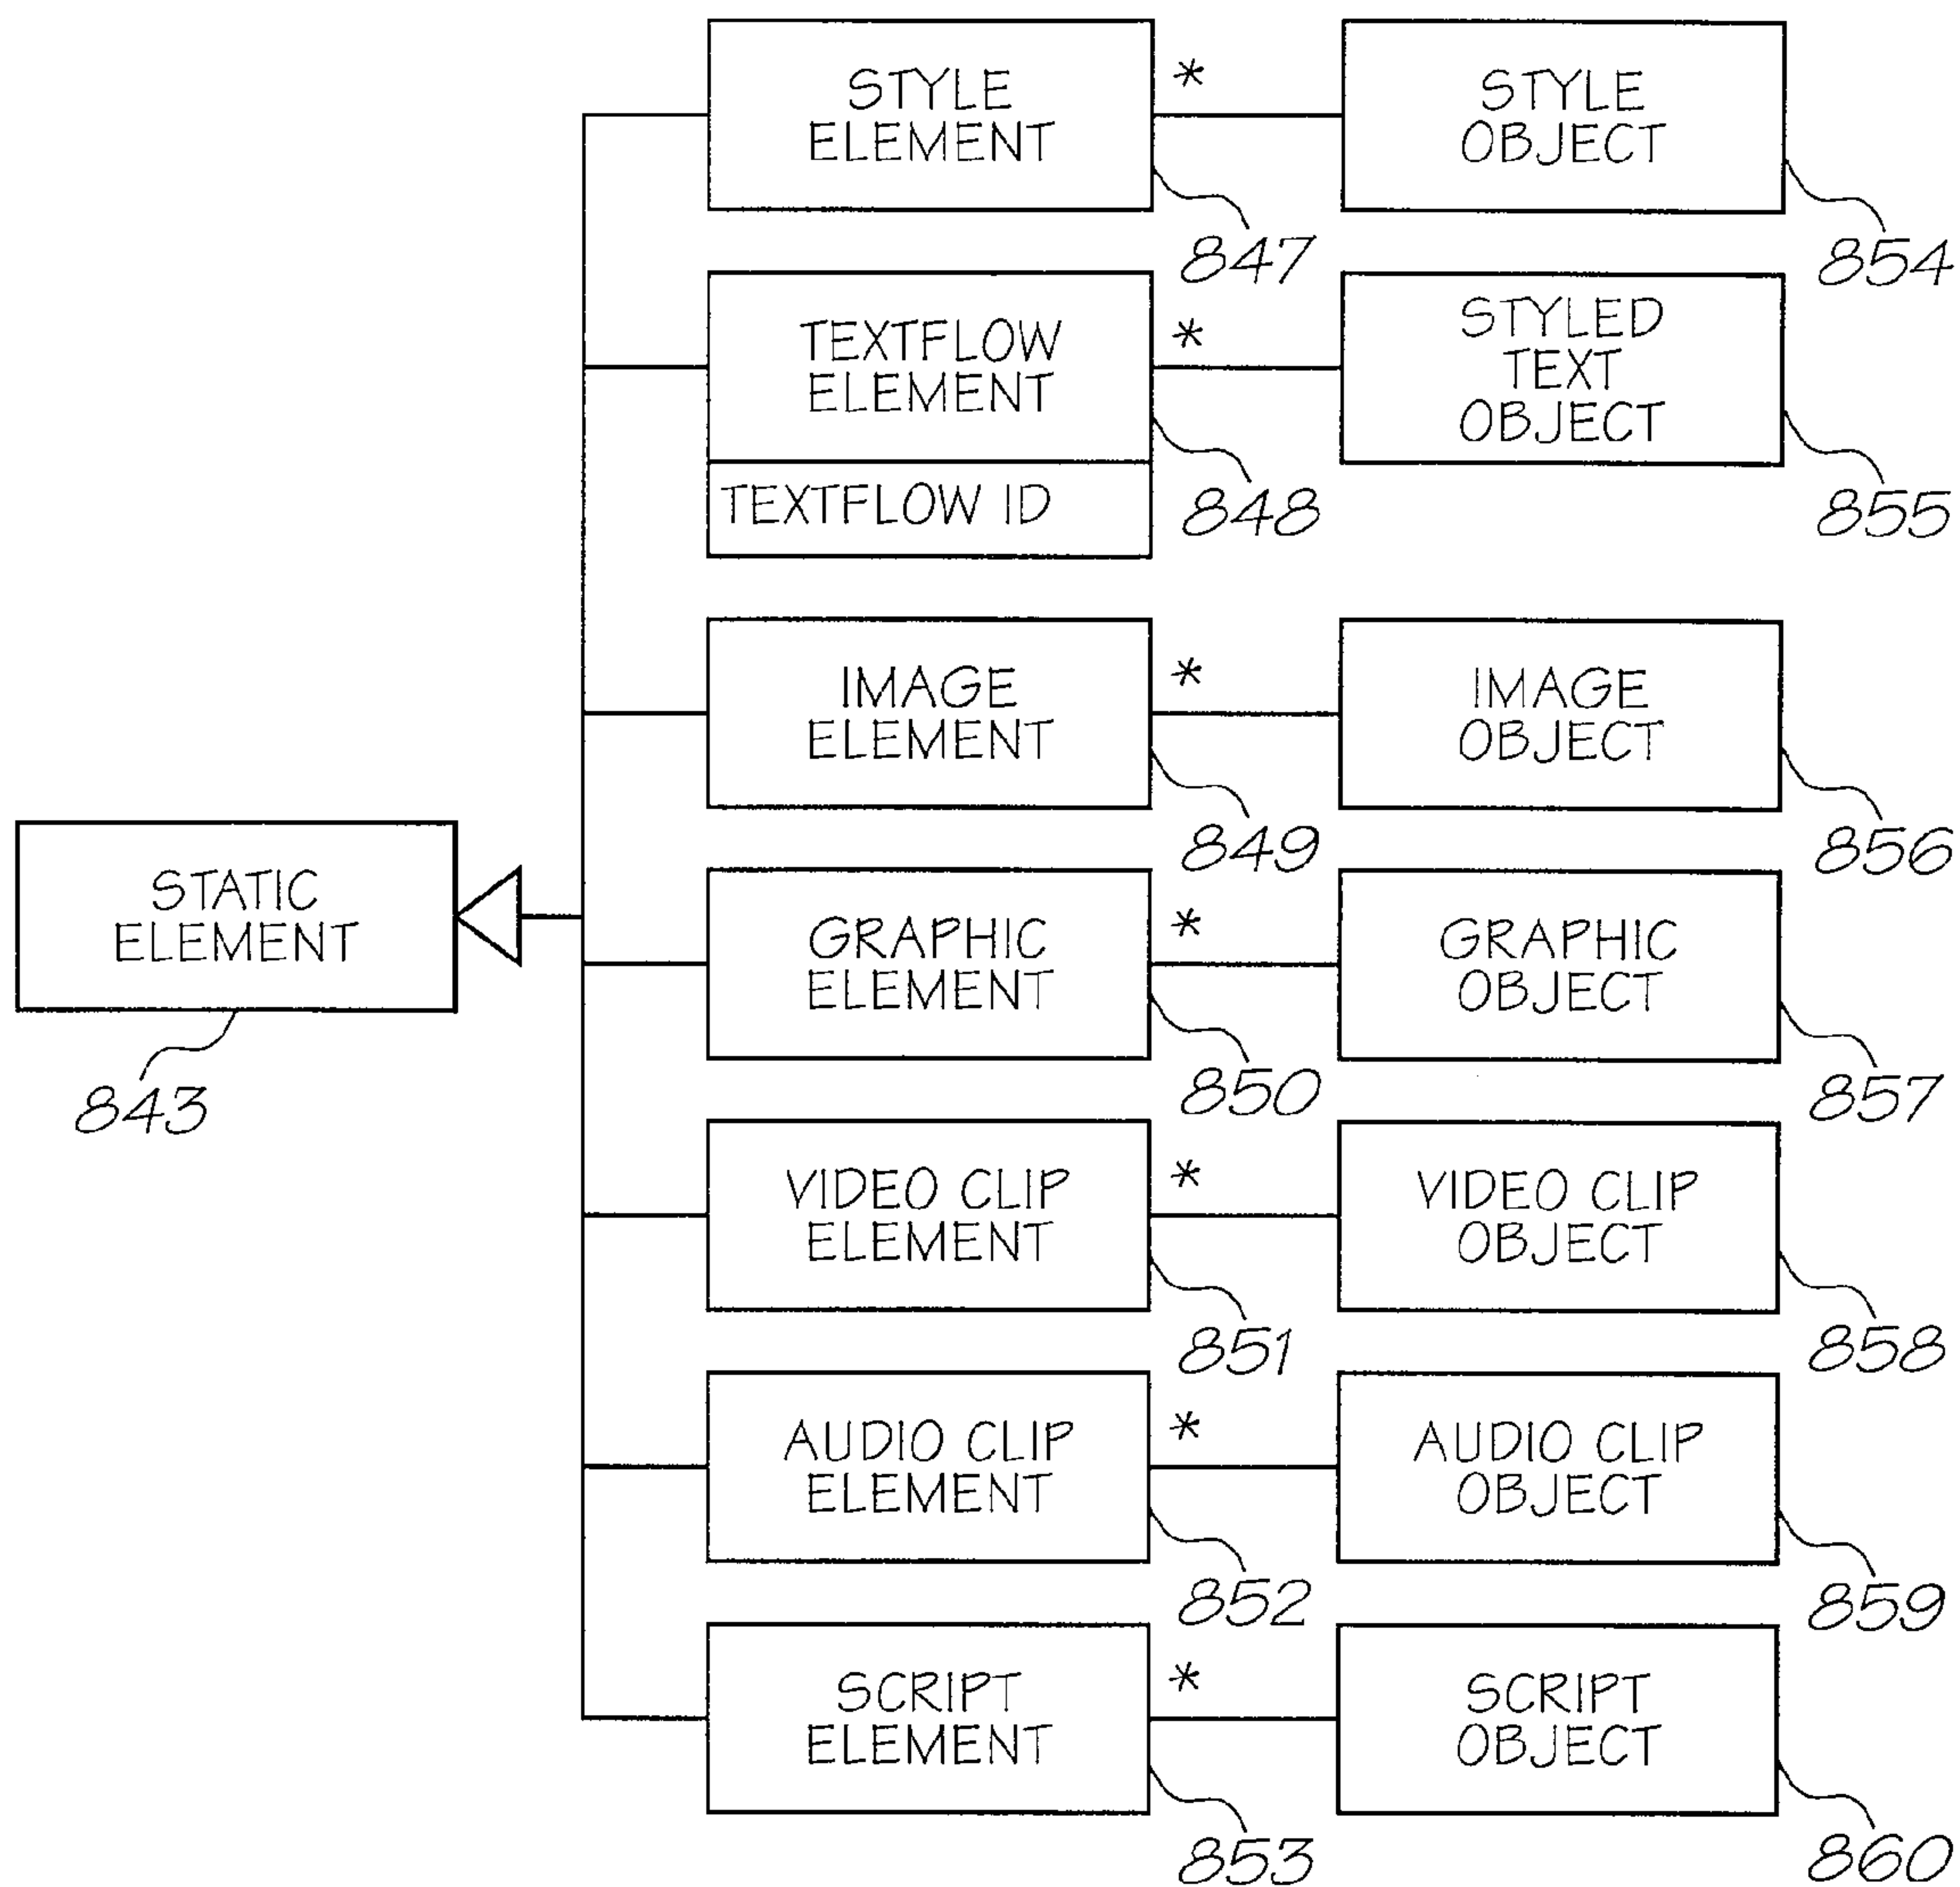 STYLE
ELEMENT
*
847
STYLE
OBJECT
854
TEXTFLOW
ELEMENT
*
848
TEXTFLOW ID
STYLED
TEXT
OBJECT
855
IMAGE
ELEMENT
*
849
IMAGE
OBJECT
856
STATIC
ELEMENT
843
GRAPHIC
ELEMENT
*
850
GRAPHIC
OBJECT
857
VIDEO CLIP
ELEMENT
*
851
VIDEO CLIP
OBJECT
858
AUDIO CLIP
ELEMENT
*
852
AUDIO CLIP
OBJECT
859
SCRIPT
ELEMENT
*
853
SCRIPT
OBJECT
860